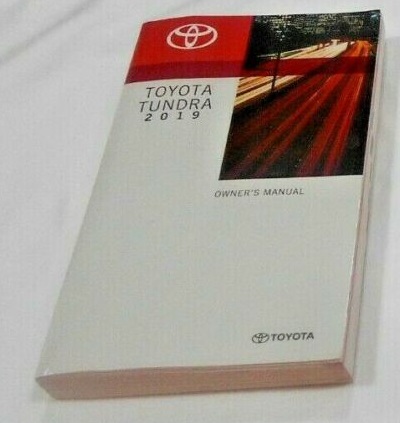 TOYOTA
TUNDRA
2019
OWNER'S MANUAL
TOYOTA